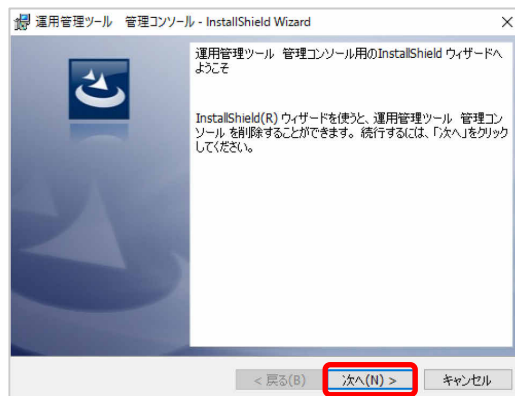 運用管理ツール　管理コンソール - InstallShield Wizard
運用管理ツール 管理コンソール用のInstallShield ウィザードへ
ようこそ
InstallShield(R) ウィザードを使うと、運用管理ツール 管理コン
ソール を削除することができます。続行するには、「次へ」をクリック
してください。
< 戻る(B)
次へ(N) >
キャンセル